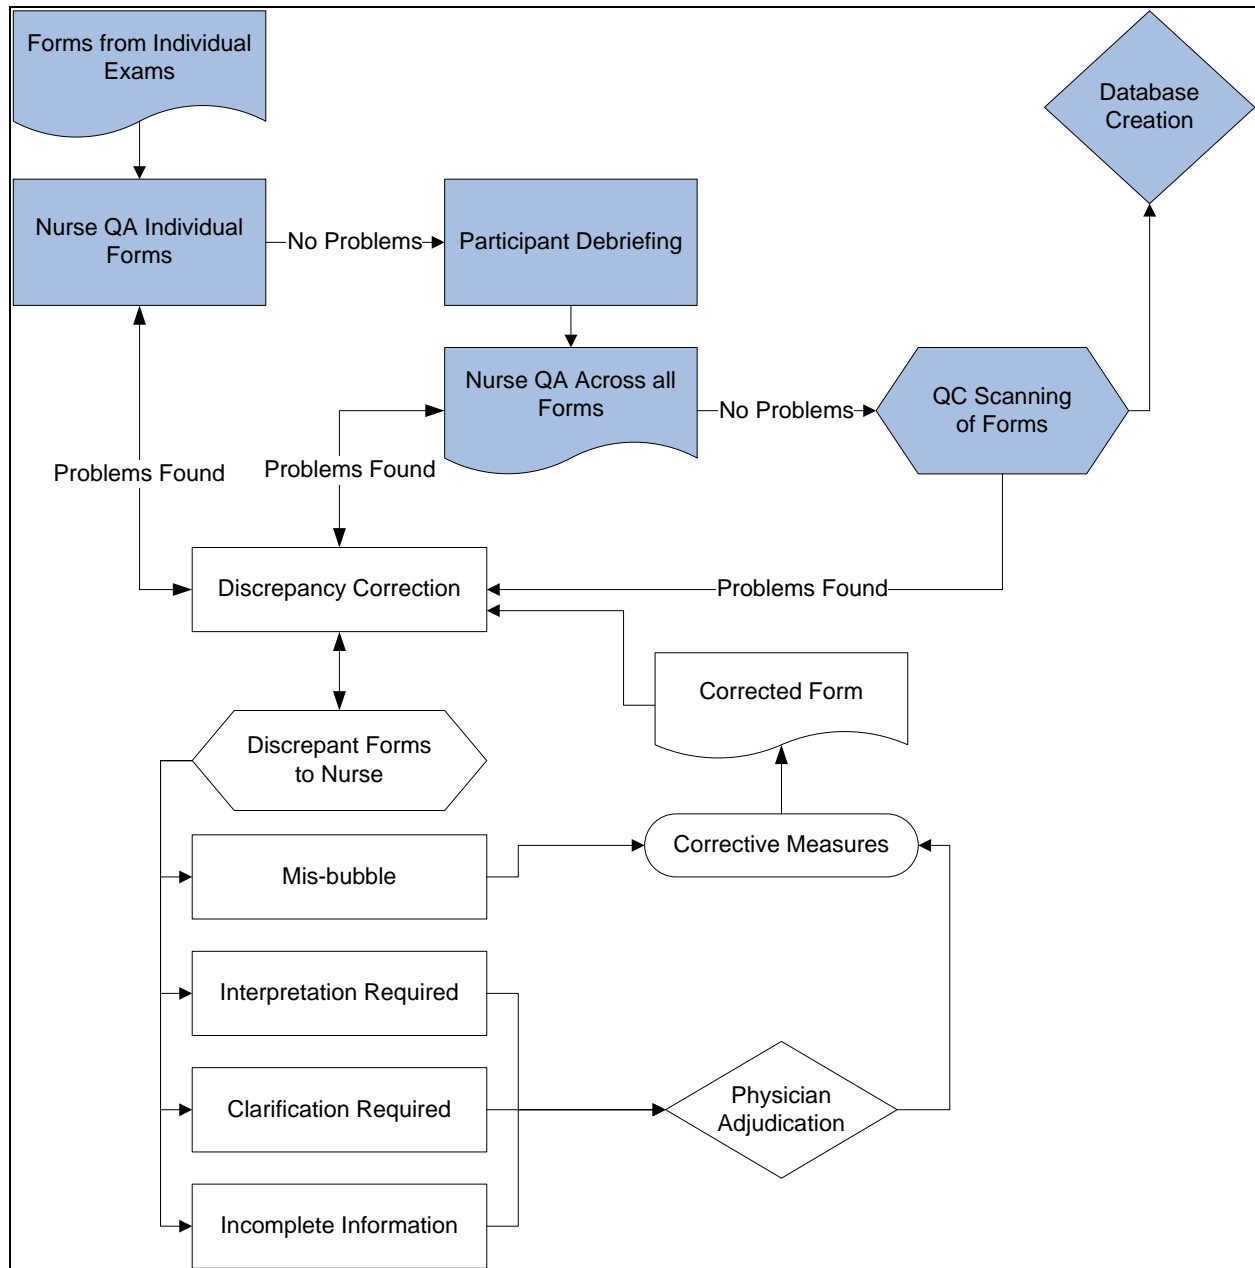 Forms from Individual
Exams
Database
Creation
Nurse QA Individual
Forms
No Problems
Participant Debriefing
Nurse QA Across all
Forms
No Problems
QC Scanning
of Forms
Problems Found
Problems Found
Discrepancy Correction
Problems Found
Corrected Form
Discrepant Forms
to Nurse
Mis-bubble
Corrective Measures
Interpretation Required
Clarification Required
Physician
Adjudication
Incomplete Information